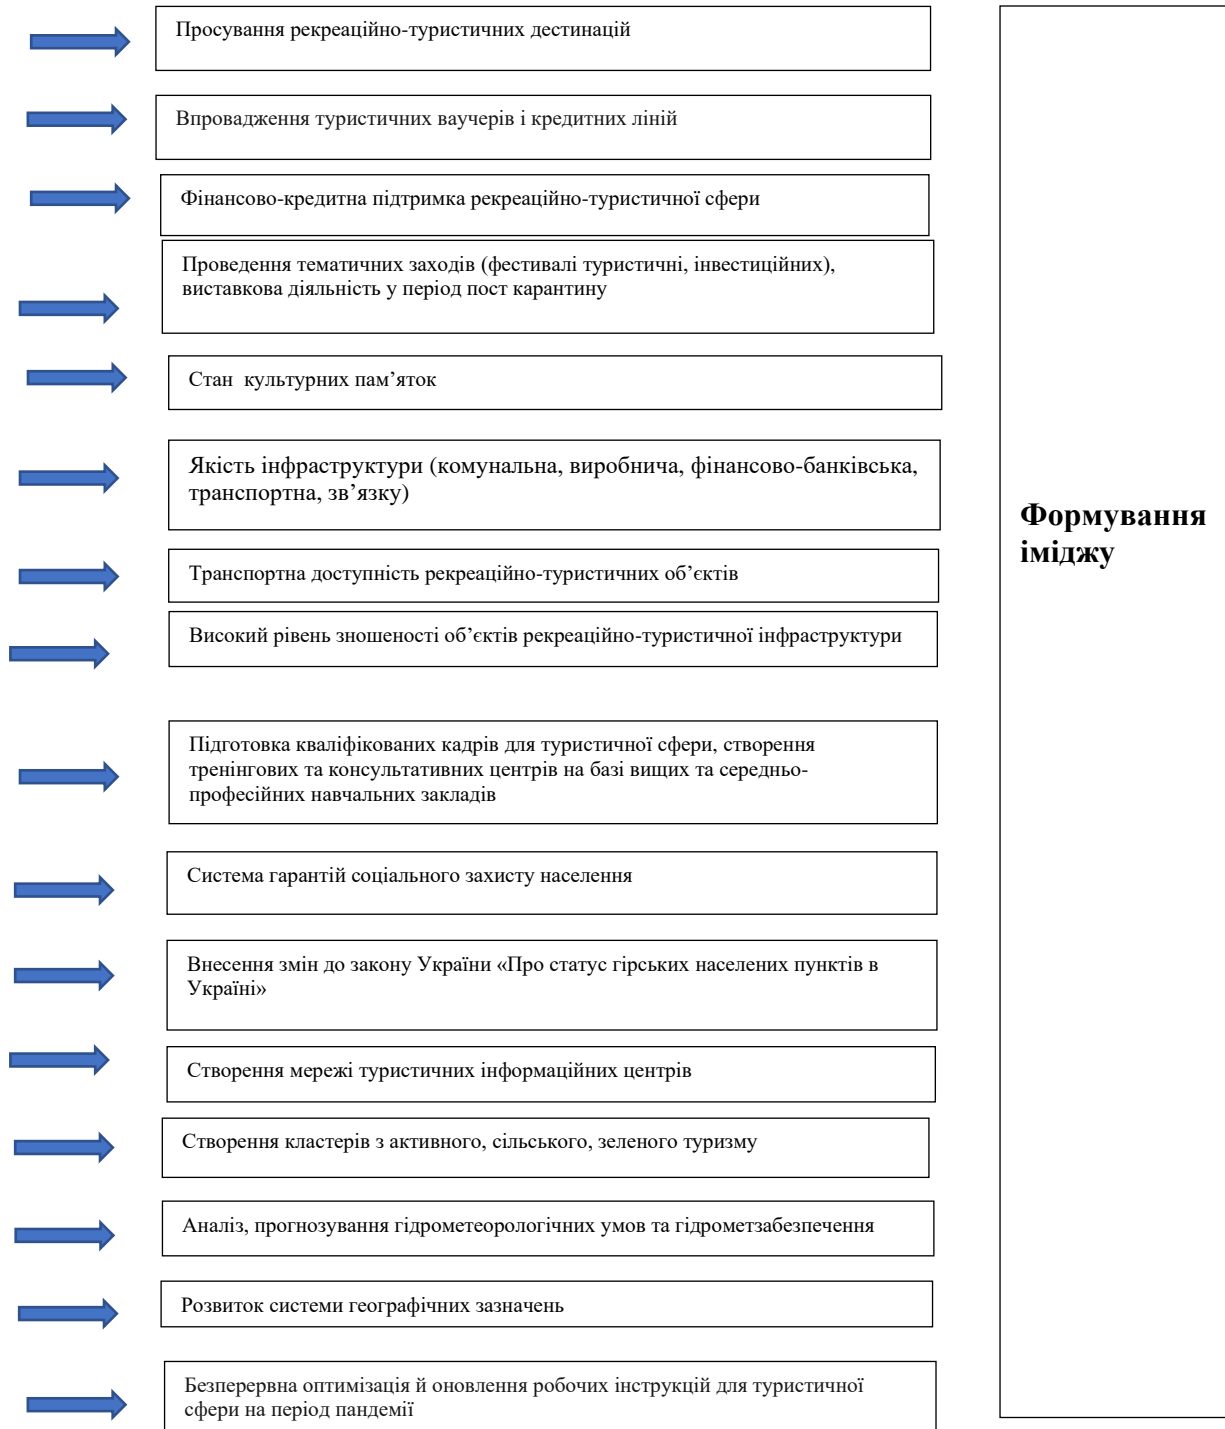 Просування рекреаційно-туристичних дестинацій
Впровадження туристичних ваучерів і кредитних ліній
Фінансово-кредитна підтримка рекреаційно-туристичної сфери
Проведення тематичних заходів (фестивалі туристичні, інвестиційних),
виставкова діяльність у період пост карантину
Стан культурних пам’яток
Якість інфраструктури (комунальна, виробнича, фінансово-банківська,
транспортна, зв’язку)
Транспортна доступність рекреаційно-туристичних об’єктів
Високий рівень зношеності об’єктів рекреаційно-туристичної інфраструктури
Підготовка кваліфікованих кадрів для туристичної сфери, створення
тренінгових та консультативних центрів на базі вищих та середньо-
професійних навчальних закладів
Система гарантій соціального захисту населення
Внесення змін до закону України «Про статус гірських населених пунктів в
Україні»
Створення мережі туристичних інформаційних центрів
Створення кластерів з активного, сільського, зеленого туризму
Аналіз, прогнозування гідрометеорологічних умов та гідрометзабезпечення
Розвиток системи географічних зазначень
Безперервна оптимізація й оновлення робочих інструкцій для туристичної
сфери на період пандемії
Формування
іміджу